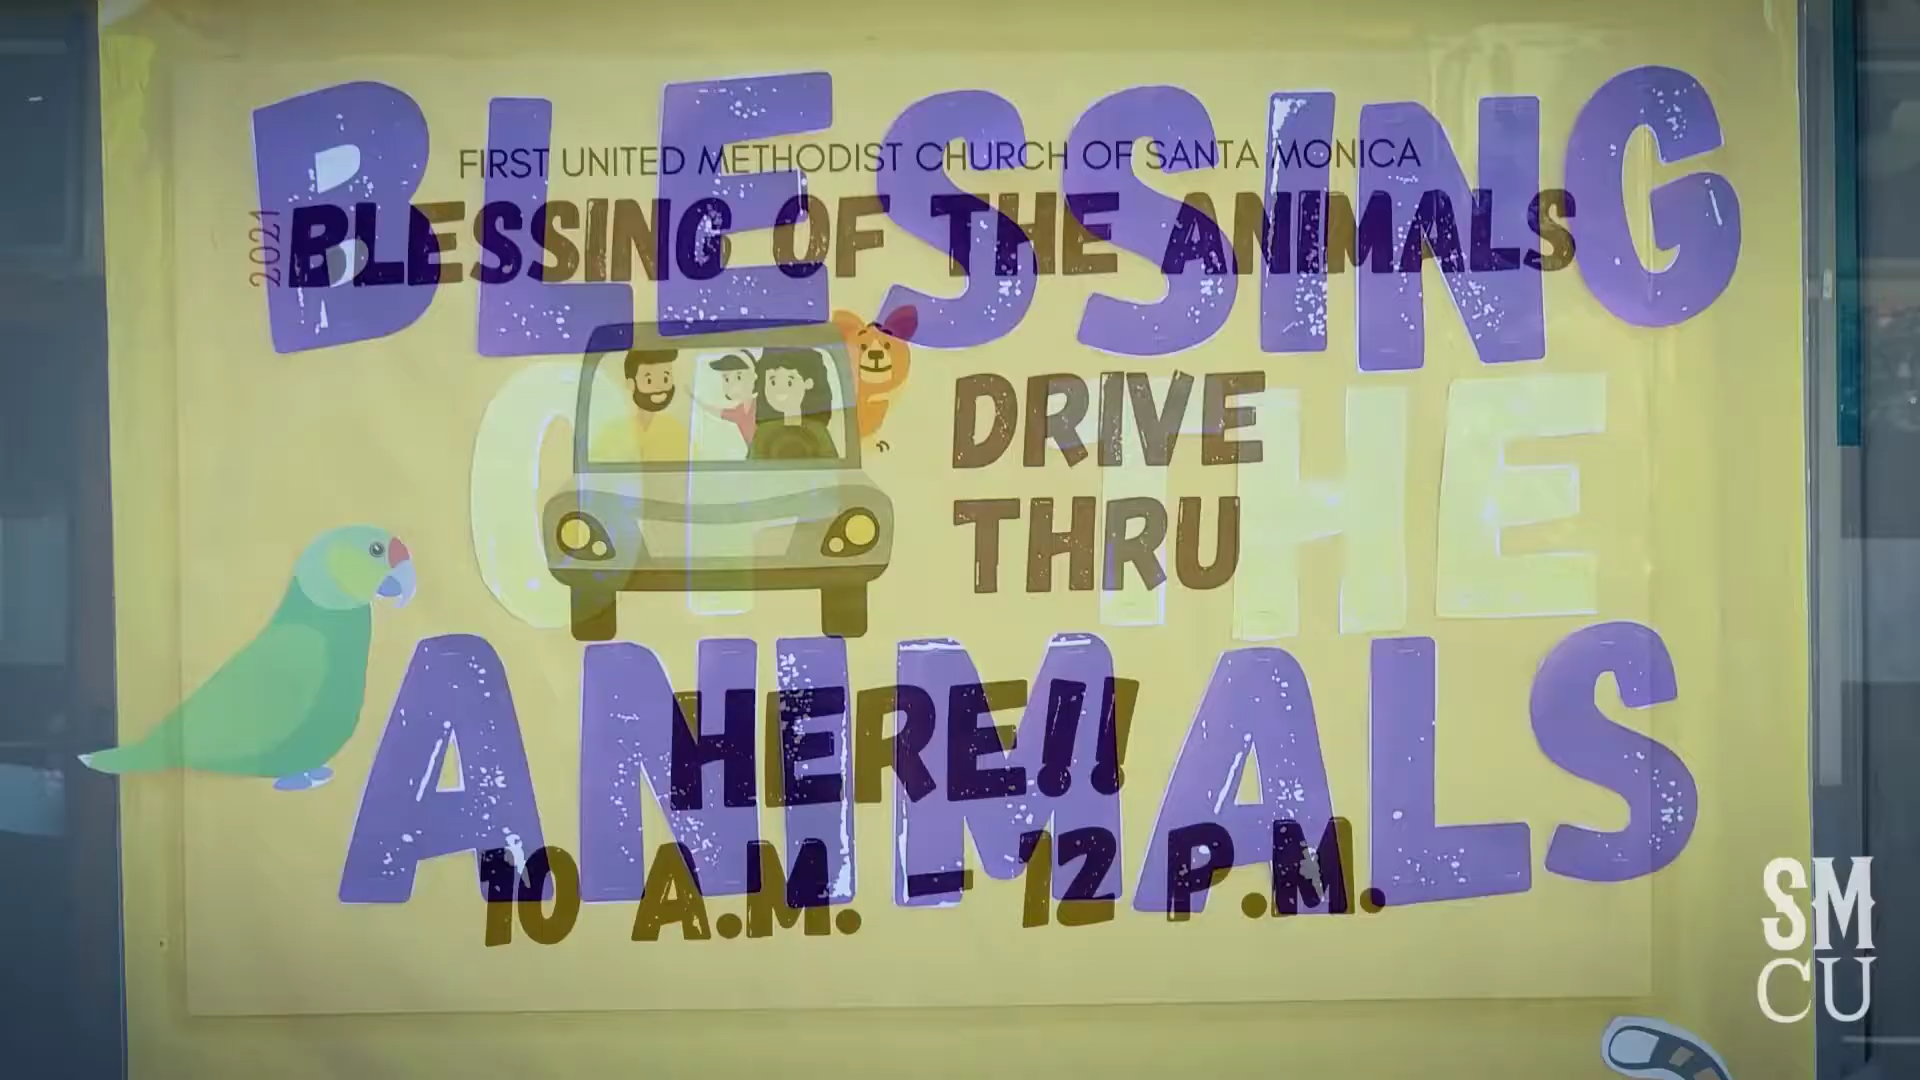 BLESSING
OF THE
ANIMALS
FIRST UNITED METHODIST CHURCH OF SANTA MONICA
2021
BLESSING OF THE ANIMALS
DRIVE
THRU
HERE!!
10 A.M. - 12 P.M.
SM
CU